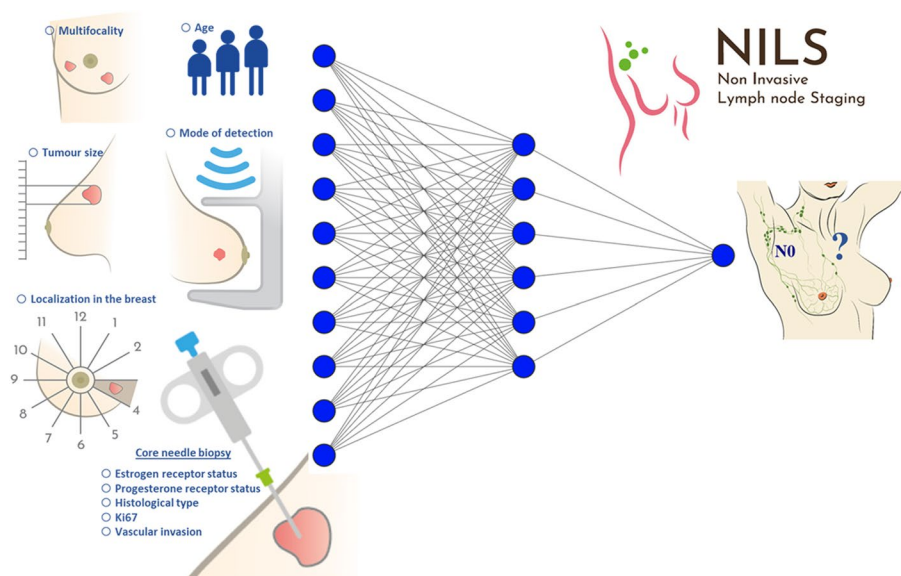 Multifocality
Age
NILS
Non Invasive
Lymph node Staging
Tumour size
Mode of detection
N0
?
Localization in the breast
12
11
1
10
2
9
8
4
7
5
6
Core needle biopsy
Estrogen receptor status
Progesterone receptor status
Histological type
Ki67
Vascular invasion